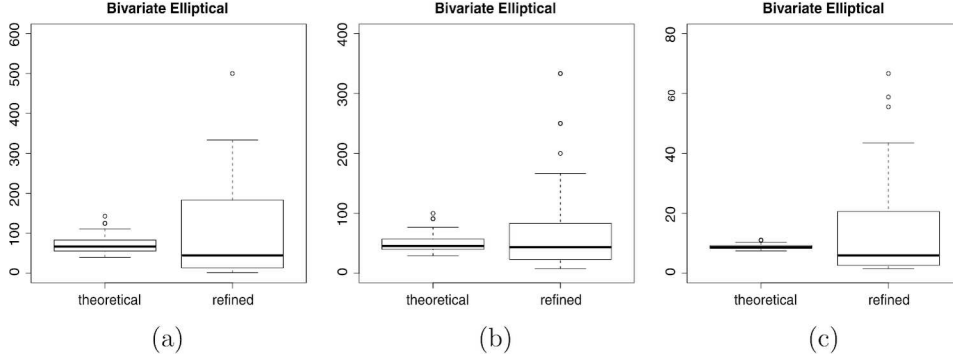 Bivariate Elliptical
600
500
400
300
200
100
0
theoretical
refined
(a)
Bivariate Elliptical
400
300
200
100
0
theoretical
refined
(b)
Bivariate Elliptical
80
60
40
20
0
theoretical
refined
(c)